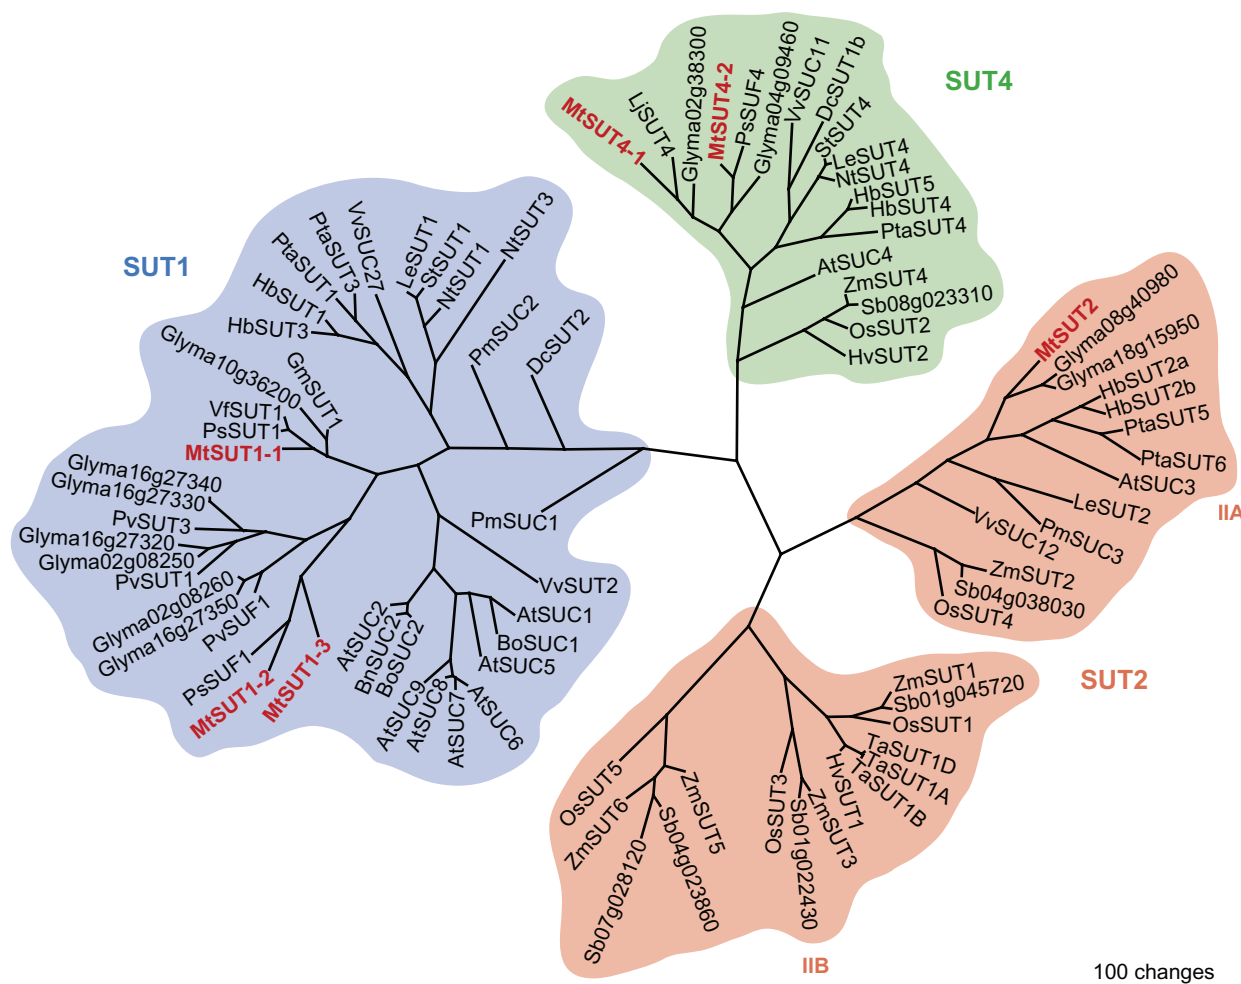 SUT4
MtSUT4-1
LjSUT4
Glyma02g38300
MtSUT4-2
PsSUF4
Glyma04g09460
VvSUC11
DcSUT1b
StSUT4
LeSUT4
NtSUT4
HbSUT5
HbSUT4
PtaSUT4
AtSUC4
ZmSUT4
Sb08g023310
OsSUT2
HvSUT2
SUT1
HbSUT3
HbSUT1
PtaSUT1
PtaSUT3
VvSUC27
LeSUT1
StSUT1
NtSUT1
NtSUT3
PmSUC2
DcSUT2
Glyma10g36200
GmSUT1
VfSUT1
PsSUT1
MtSUT1-1
Glyma16g27340
Glyma16g27330
PvSUT3
Glyma16g27320
Glyma02g08250
PvSUT1
Glyma02g08260
Glyma16g27350
PvSUF1
PsSUF1
MtSUT1-2
MtSUT1-3
AtSUC2
BnSUC2
BoSUC2
AtSUC9
AtSUC8
AtSUC7
AtSUC6
AtSUC5
BoSUC1
AtSUC1
VvSUT2
PmSUC1
MtSUT2
Glyma08g40980
Glyma18g15950
HbSUT2a
HbSUT2b
PtaSUT5
PtaSUT6
AtSUC3
LeSUT2
PmSUC3
VvSUC12
ZmSUT2
Sb04g038030
OsSUT4
IIA
SUT2
ZmSUT1
Sb01g045720
OsSUT1
TaSUT1D
TaSUT1A
TaSUT1B
HvSUT1
ZmSUT3
Sb01g022430
OsSUT3
ZmSUT5
Sb04g023860
Sb07g028120
ZmSUT6
OsSUT5
IIB
100 changes